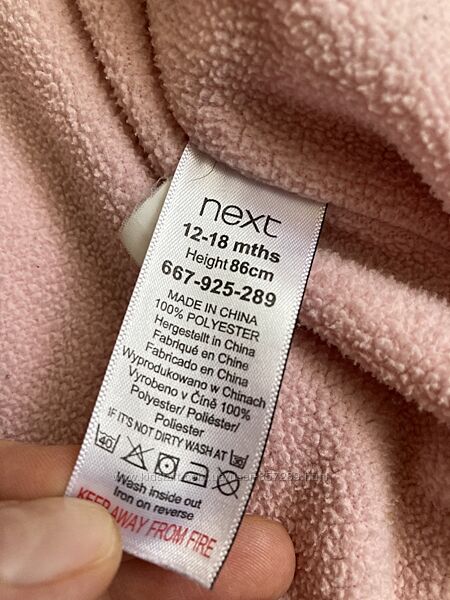 next
12-18 mths
Height 86cm
667-925-289
MADE IN CHINA
100% POLYESTER
Hergestellt in China
Fabriqué en Chine
Fabricado en China
Wyprodukowano w Chinach
Vyrobeno v Číně 100%
Polyester/ Poliéster/
Poliester
IF IT'S NOT DIRTY WASH AT 30
40
Wash inside out
Iron on reverse
KEEP AWAY FROM FIRE